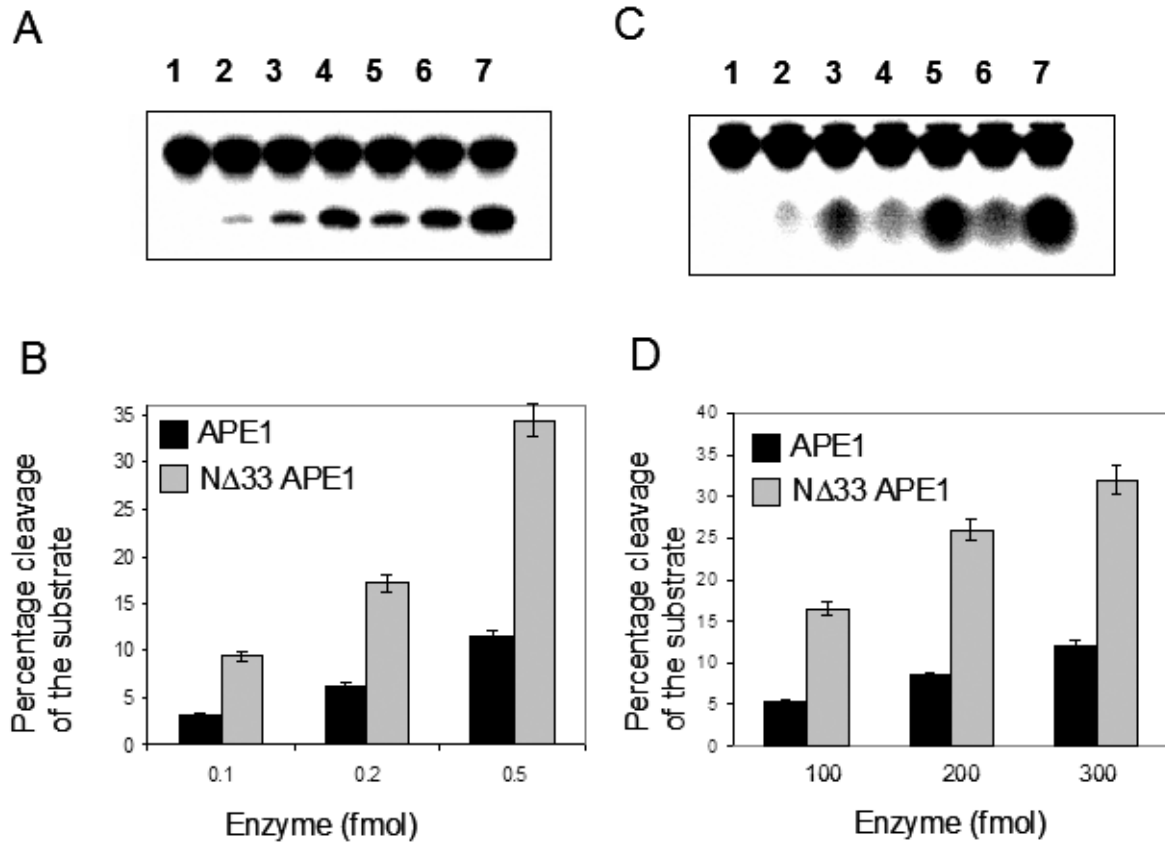 A
1 2 3 4 5 6 7
C
1 2 3 4 5 6 7
B
Percentage cleavage
of the substrate
35
30
25
20
15
10
5
0
APE1
NΔ33 APE1
0.1 0.2 0.5
Enzyme (fmol)
D
Percentage cleavage
of the substrate
40
35
30
25
20
15
10
5
0
APE1
NΔ33 APE1
100 200 300
Enzyme (fmol)